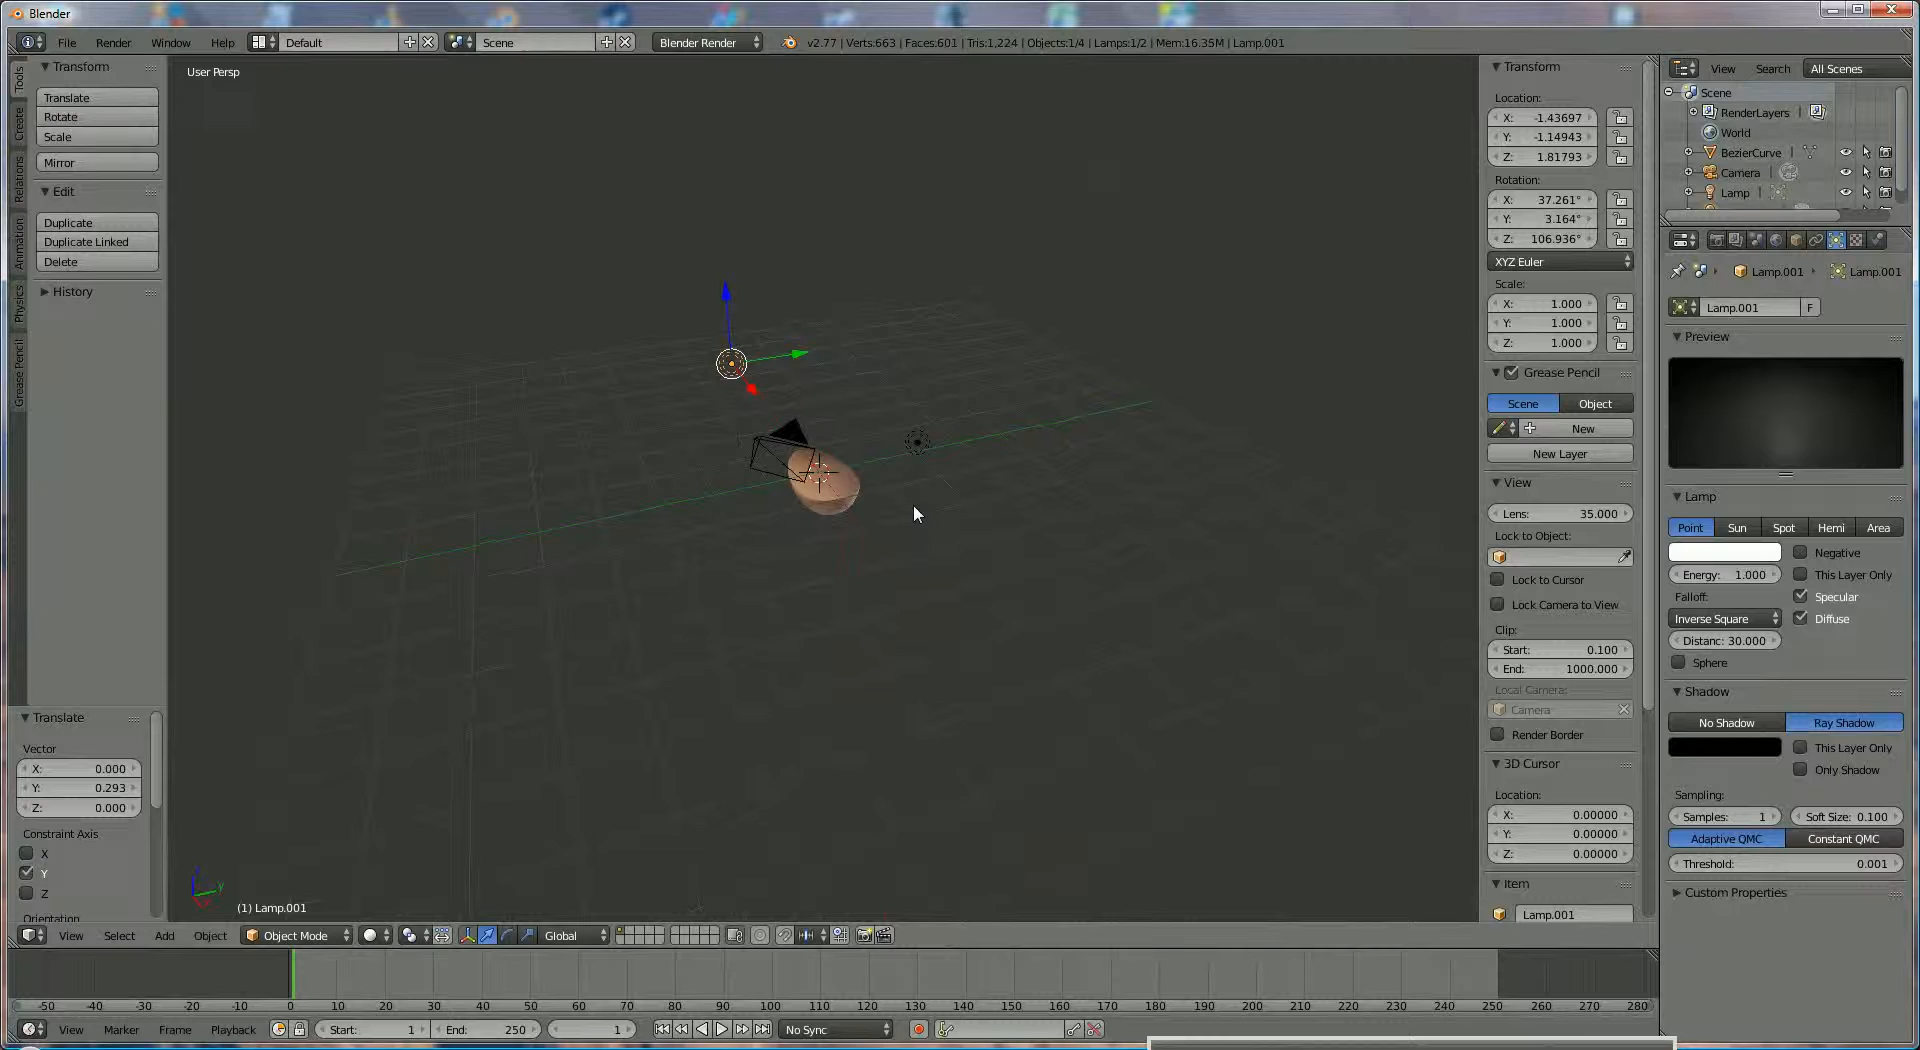 Blender
File Render Window Help Default Scene Blender Render v2.77 | Verts:663 | Faces:601 | Tris:1,224 | Objects:1/4 | Lamps:1/2 | Mem:16.35M | Lamp.001
Tools
Create
Relations
Animation
Physics
Grease Pencil
Transform
Translate
Rotate
Scale
Mirror
Edit
Duplicate
Duplicate Linked
Delete
History
Translate
Vector
X: 0.000
Y: 0.293
Z: 0.000
Constraint Axis
X
Y
Z
Orientation
User Persp
(1) Lamp.001
View Select Add Object Object Mode Global
Transform
Location:
X: -1.43697
Y: -1.14943
Z: 1.81793
Rotation:
X: 37.261°
Y: 3.164°
Z: 106.936°
XYZ Euler
Scale:
X: 1.000
Y: 1.000
Z: 1.000
Grease Pencil
Scene Object
New
New Layer
View
Lens: 35.000
Lock to Object:
Lock to Cursor
Lock Camera to View
Clip:
Start: 0.100
End: 1000.000
Local Camera:
Camera
Render Border
3D Cursor
Location:
X: 0.00000
Y: 0.00000
Z: 0.00000
Item
Lamp.001
View Search All Scenes
Scene
RenderLayers
World
BezierCurve
Camera
Lamp
Lamp.001 Lamp.001
Lamp.001 F
Preview
Lamp
Point Sun Spot Hemi Area
Negative
Energy: 1.000 This Layer Only
Falloff: Specular
Inverse Square Diffuse
Distanc: 30.000
Sphere
Shadow
No Shadow Ray Shadow
This Layer Only
Only Shadow
Sampling:
Samples: 1 Soft Size: 0.100
Adaptive QMC Constant QMC
Threshold: 0.001
Custom Properties
-50 -40 -30 -20 -10 0 10 20 30 40 50 60 70 80 90 100 110 120 130 140 150 160 170 180 190 200 210 220 230 240 250 260 270 280
View Marker Frame Playback Start: 1 End: 250 1 No Sync